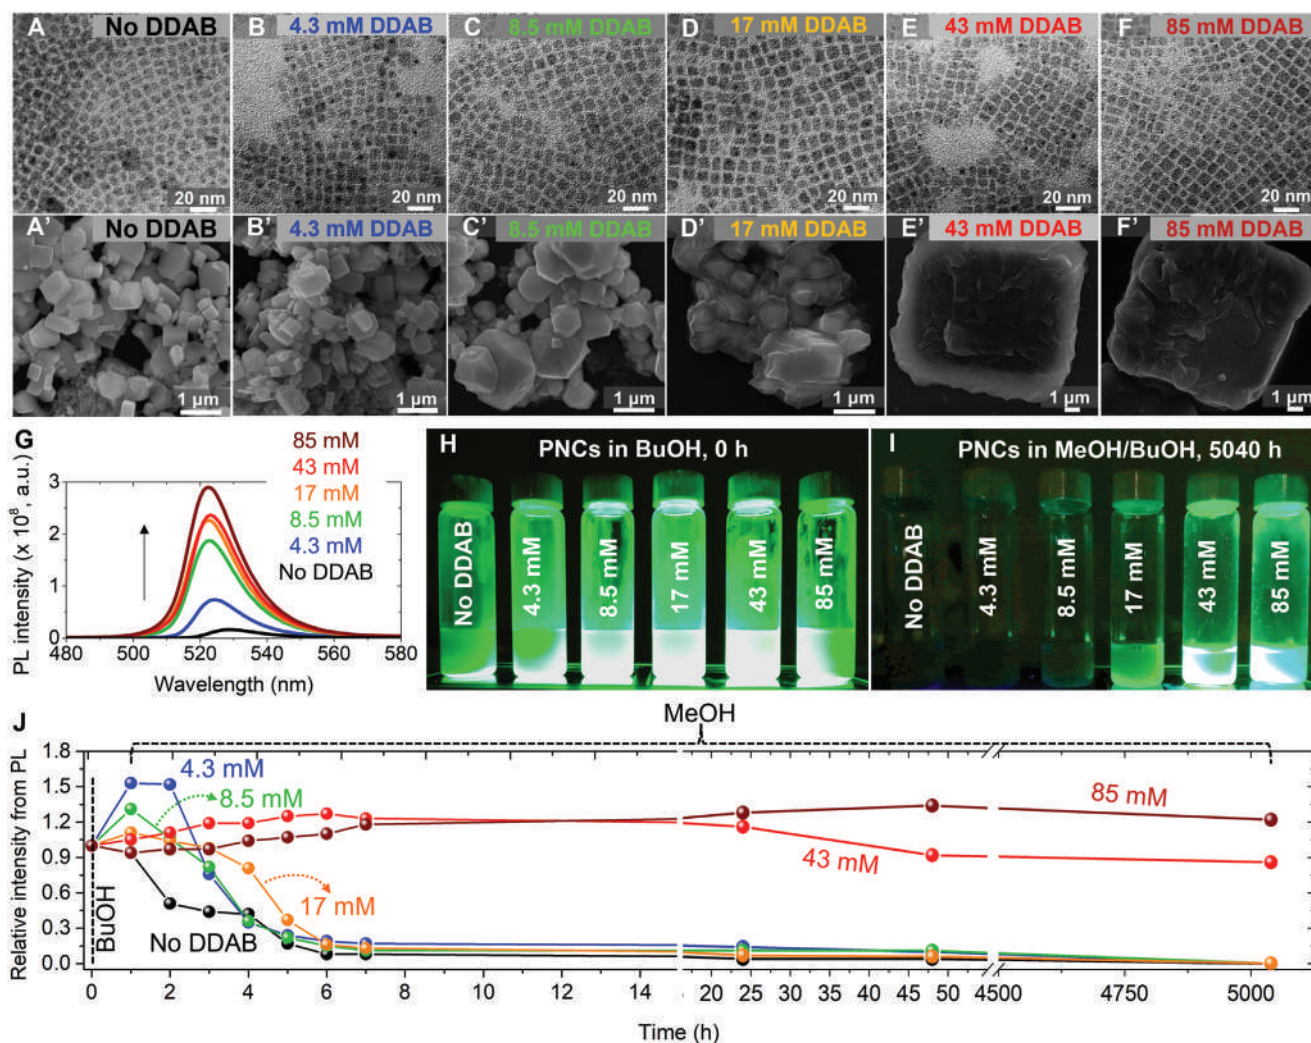 A No DDAB
B 4.3 mM DDAB
C 8.5 mM DDAB
D 17 mM DDAB
E 43 mM DDAB
F 85 mM DDAB
20 nm
20 nm
20 nm
20 nm
20 nm
20 nm
A' No DDAB
B' 4.3 mM DDAB
C' 8.5 mM DDAB
D' 17 mM DDAB
E' 43 mM DDAB
F' 85 mM DDAB
1 µm
1 µm
1 µm
1 µm
1 µm
1 µm
G
85 mM
43 mM
17 mM
8.5 mM
4.3 mM
No DDAB
PL intensity (x 10⁸, a.u.)
3
2
1
0
480 500 520 540 560 580
Wavelength (nm)
H PNCs in BuOH, 0 h
No DDAB
4.3 mM
8.5 mM
17 mM
43 mM
85 mM
I PNCs in MeOH/BuOH, 5040 h
No DDAB
4.3 mM
8.5 mM
17 mM
43 mM
85 mM
J
MeOH
Relative intensity from PL
1.8
1.5
1.2
0.9
0.6
0.3
0.0
BuOH
4.3 mM
8.5 mM
17 mM
No DDAB
85 mM
43 mM
0 2 4 6 8 10 12 14 16 20 25 30 35 40 45 50 4500 4750 5000
Time (h)